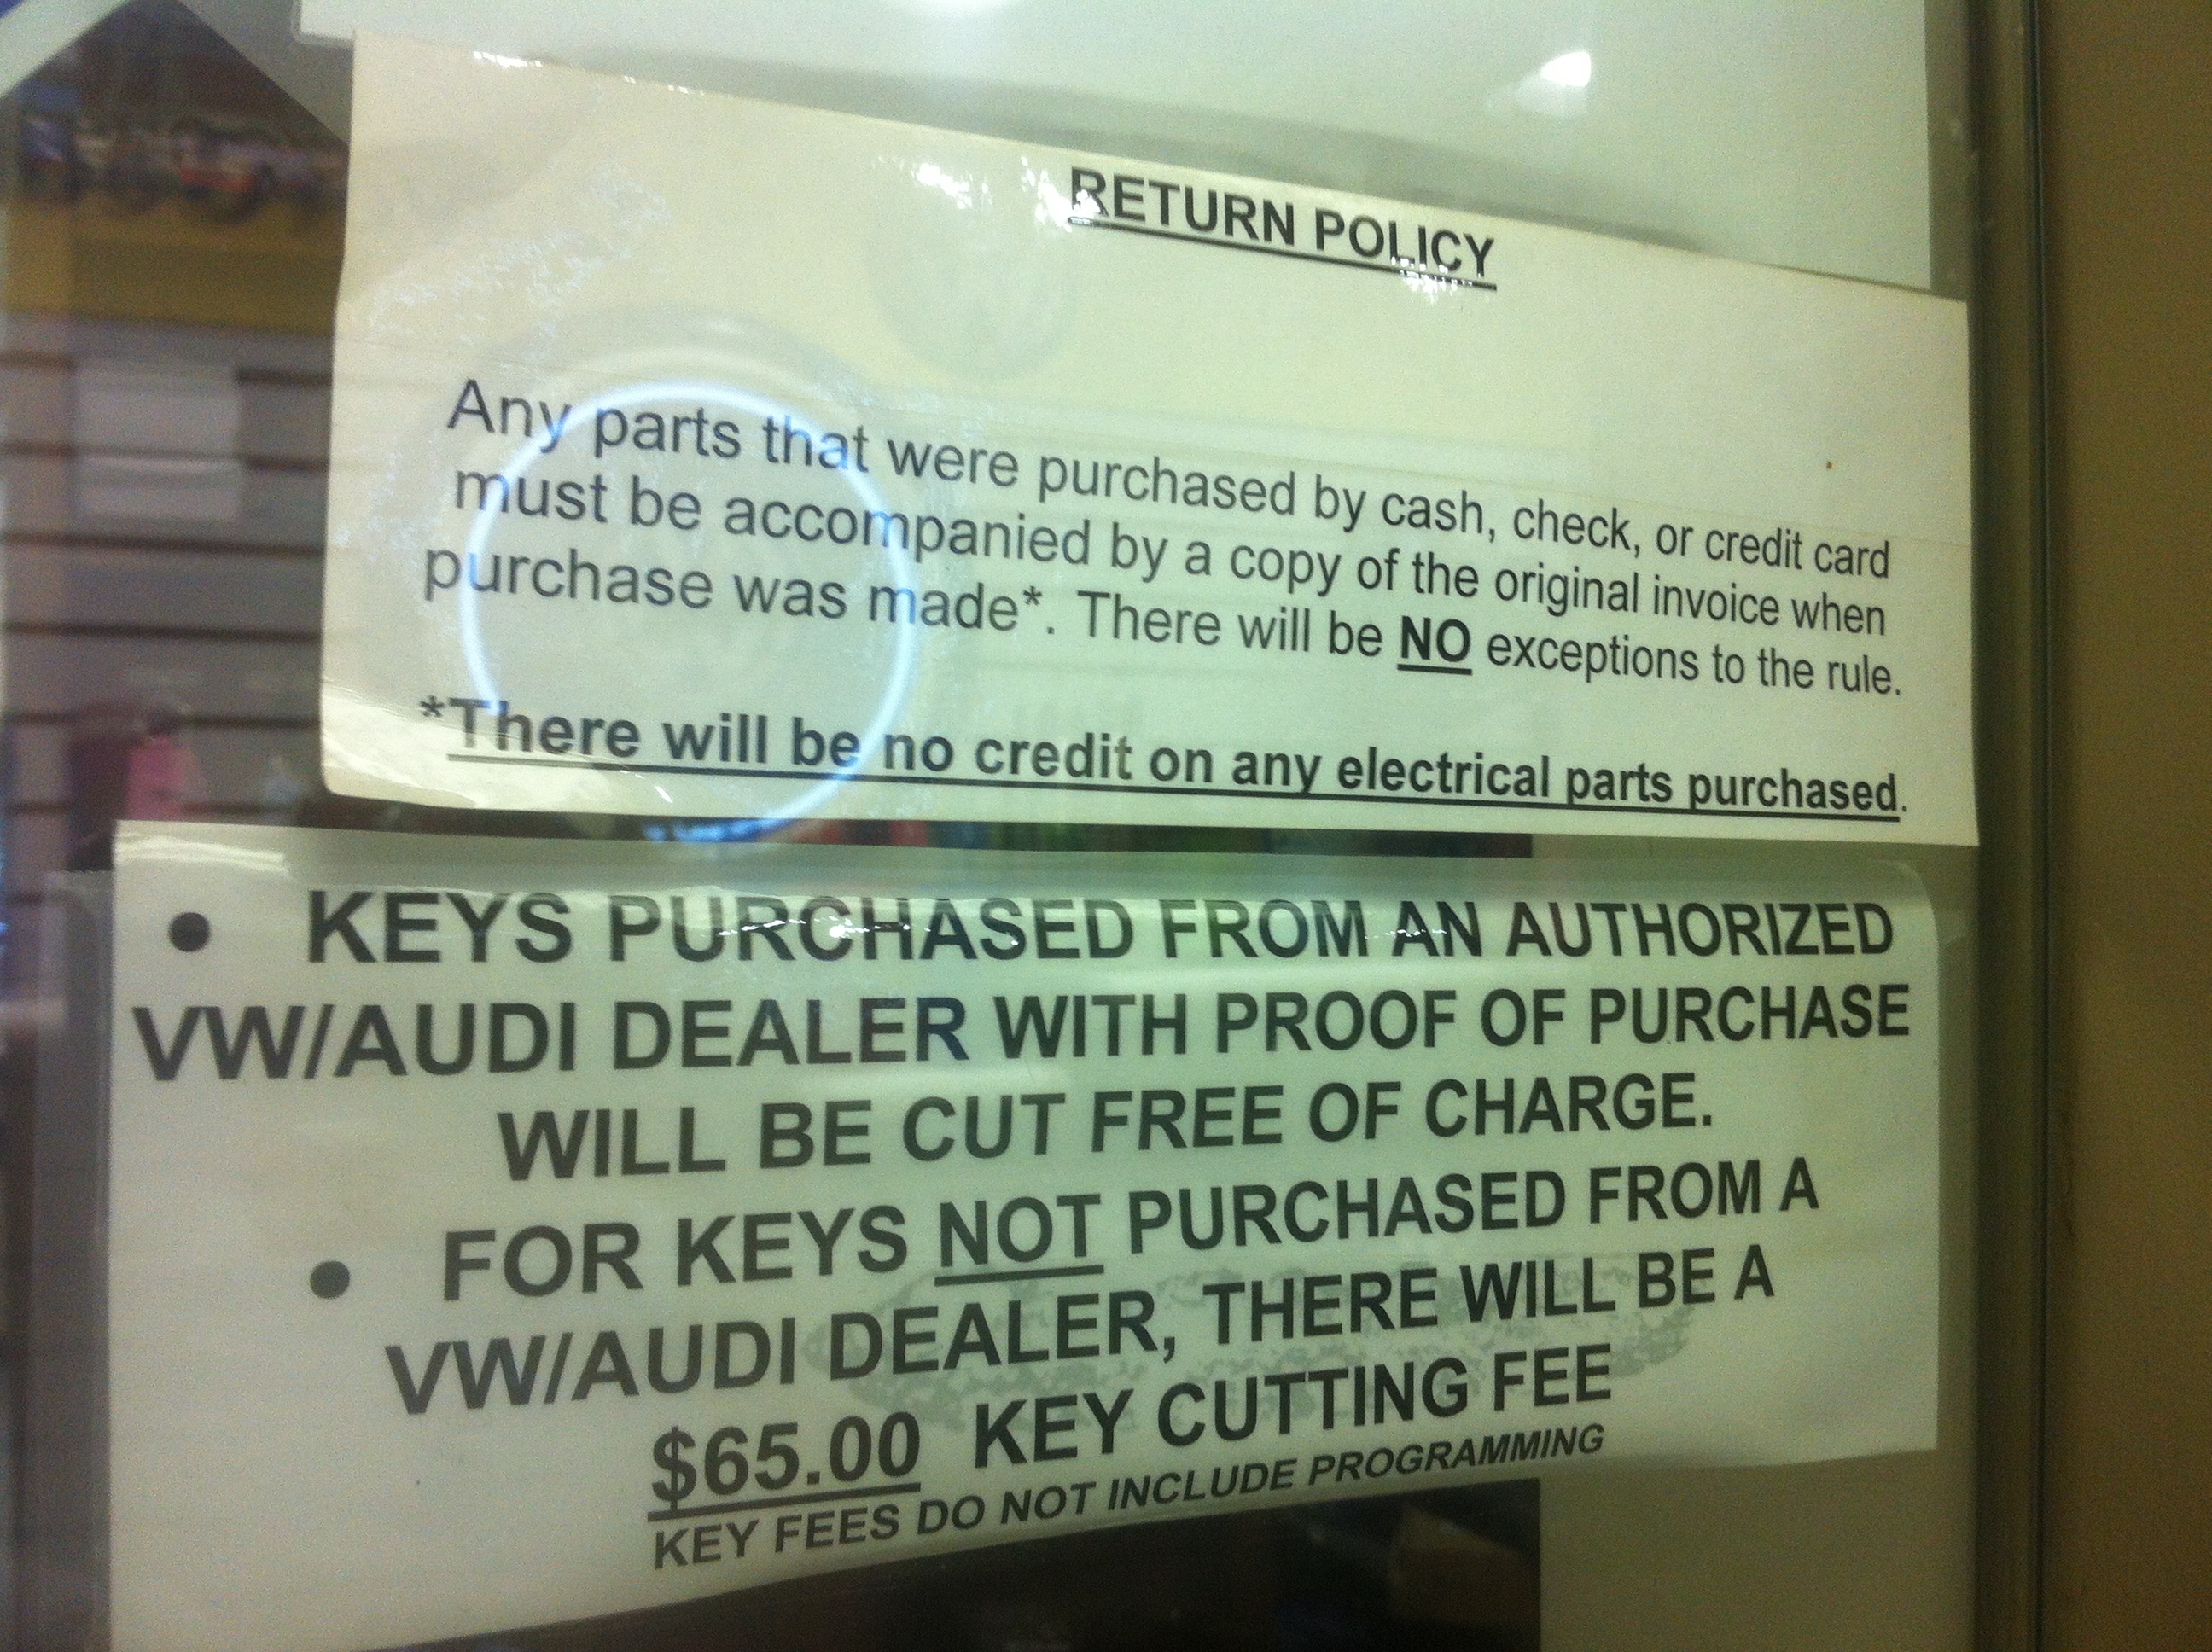 RETURN POLICY
Any parts that were purchased by cash, check, or credit card
must be accompanied by a copy of the original invoice when
purchase was made*. There will be NO exceptions to the rule.
*There will be no credit on any electrical parts purchased.
• KEYS PURCHASED FROM AN AUTHORIZED
VW/AUDI DEALER WITH PROOF OF PURCHASE
WILL BE CUT FREE OF CHARGE.
• FOR KEYS NOT PURCHASED FROM A
VW/AUDI DEALER, THERE WILL BE A
$65.00 KEY CUTTING FEE
KEY FEES DO NOT INCLUDE PROGRAMMING